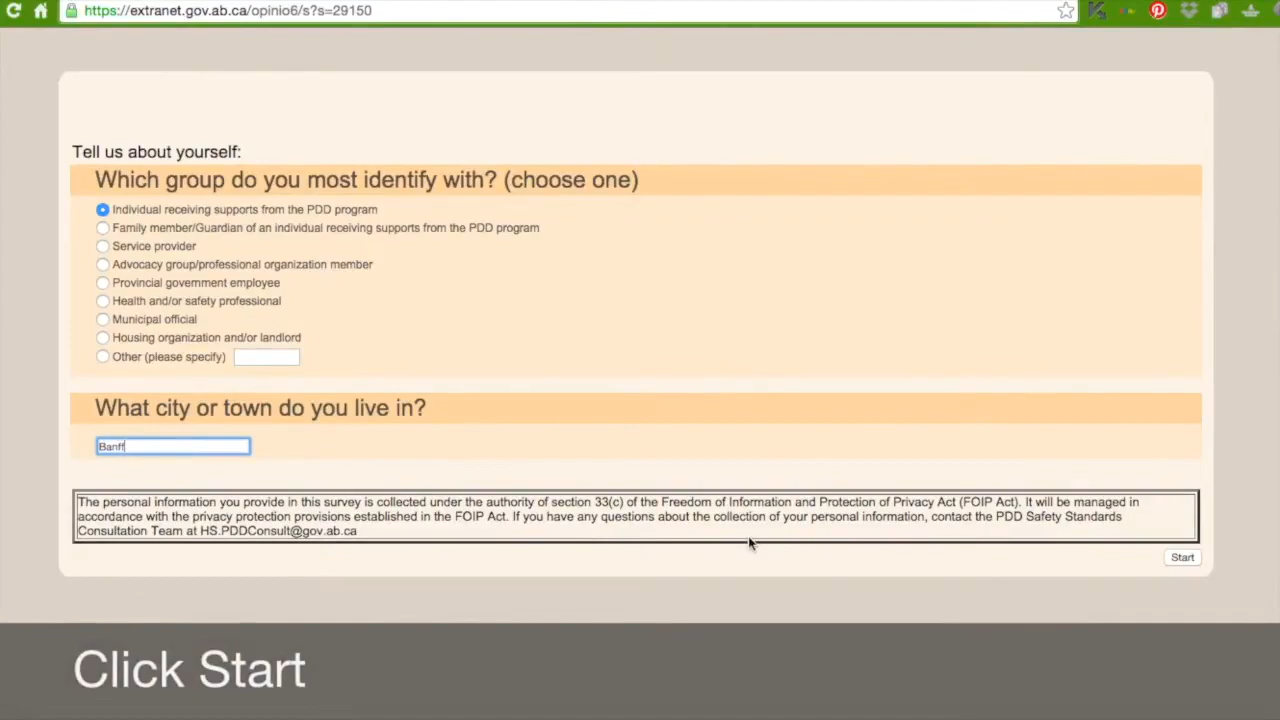 https://extranet.gov.ab.ca/opinio6/s?s=29150
Tell us about yourself:
Which group do you most identify with? (choose one)
Individual receiving supports from the PDD program
Family member/Guardian of an individual receiving supports from the PDD program
Service provider
Advocacy group/professional organization member
Provincial government employee
Health and/or safety professional
Municipal official
Housing organization and/or landlord
Other (please specify)
What city or town do you live in?
Banff
The personal information you provide in this survey is collected under the authority of section 33(c) of the Freedom of Information and Protection of Privacy Act (FOIP Act). It will be managed in
accordance with the privacy protection provisions established in the FOIP Act. If you have any questions about the collection of your personal information, contact the PDD Safety Standards
Consultation Team at HS.PDDConsult@gov.ab.ca
Start
Click Start